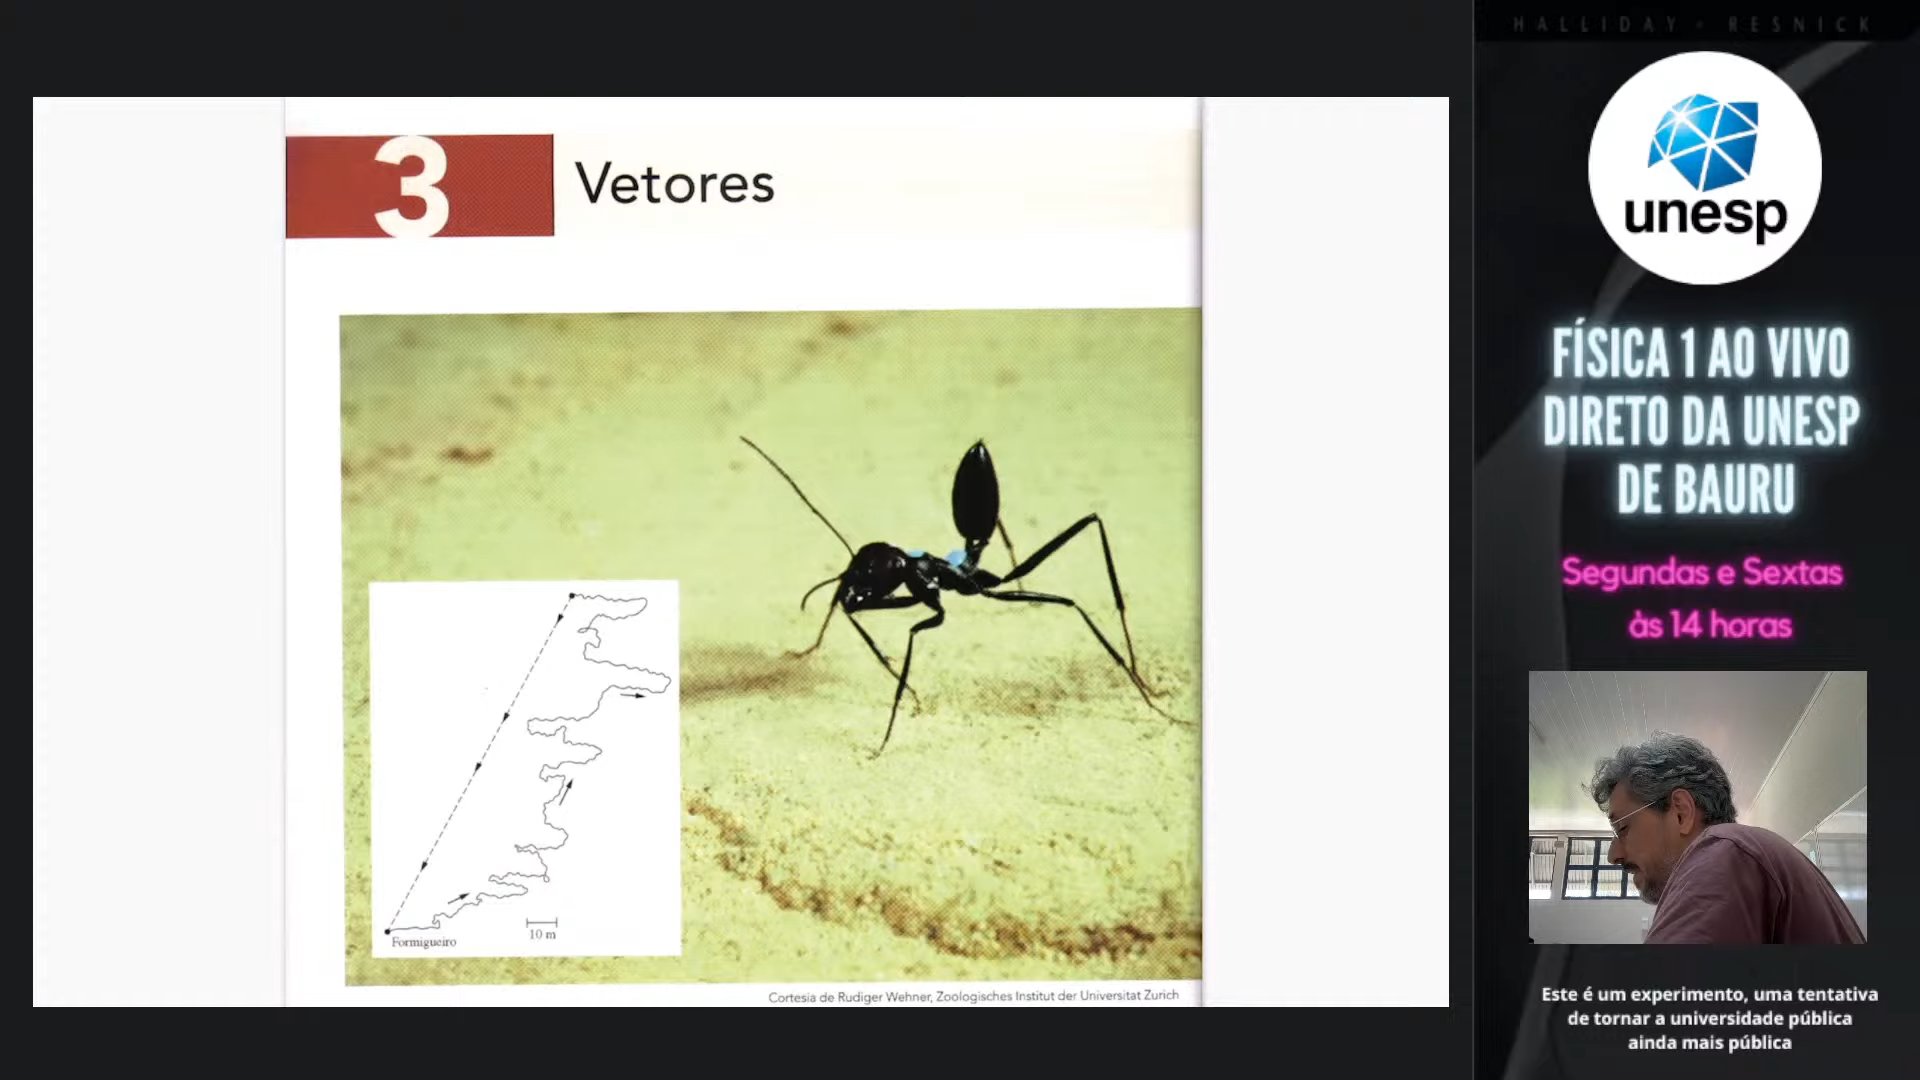 3 Vetores
Formigueiro
10 m
Cortesia de Rudiger Wehner, Zoologisches Institut der Universitat Zurich
HALLIDAY • RESNICK
unesp
FÍSICA 1 AO VIVO
DIRETO DA UNESP
DE BAURU
Segundas e Sextas
às 14 horas
Este é um experimento, uma tentativa
de tornar a universidade pública
ainda mais pública